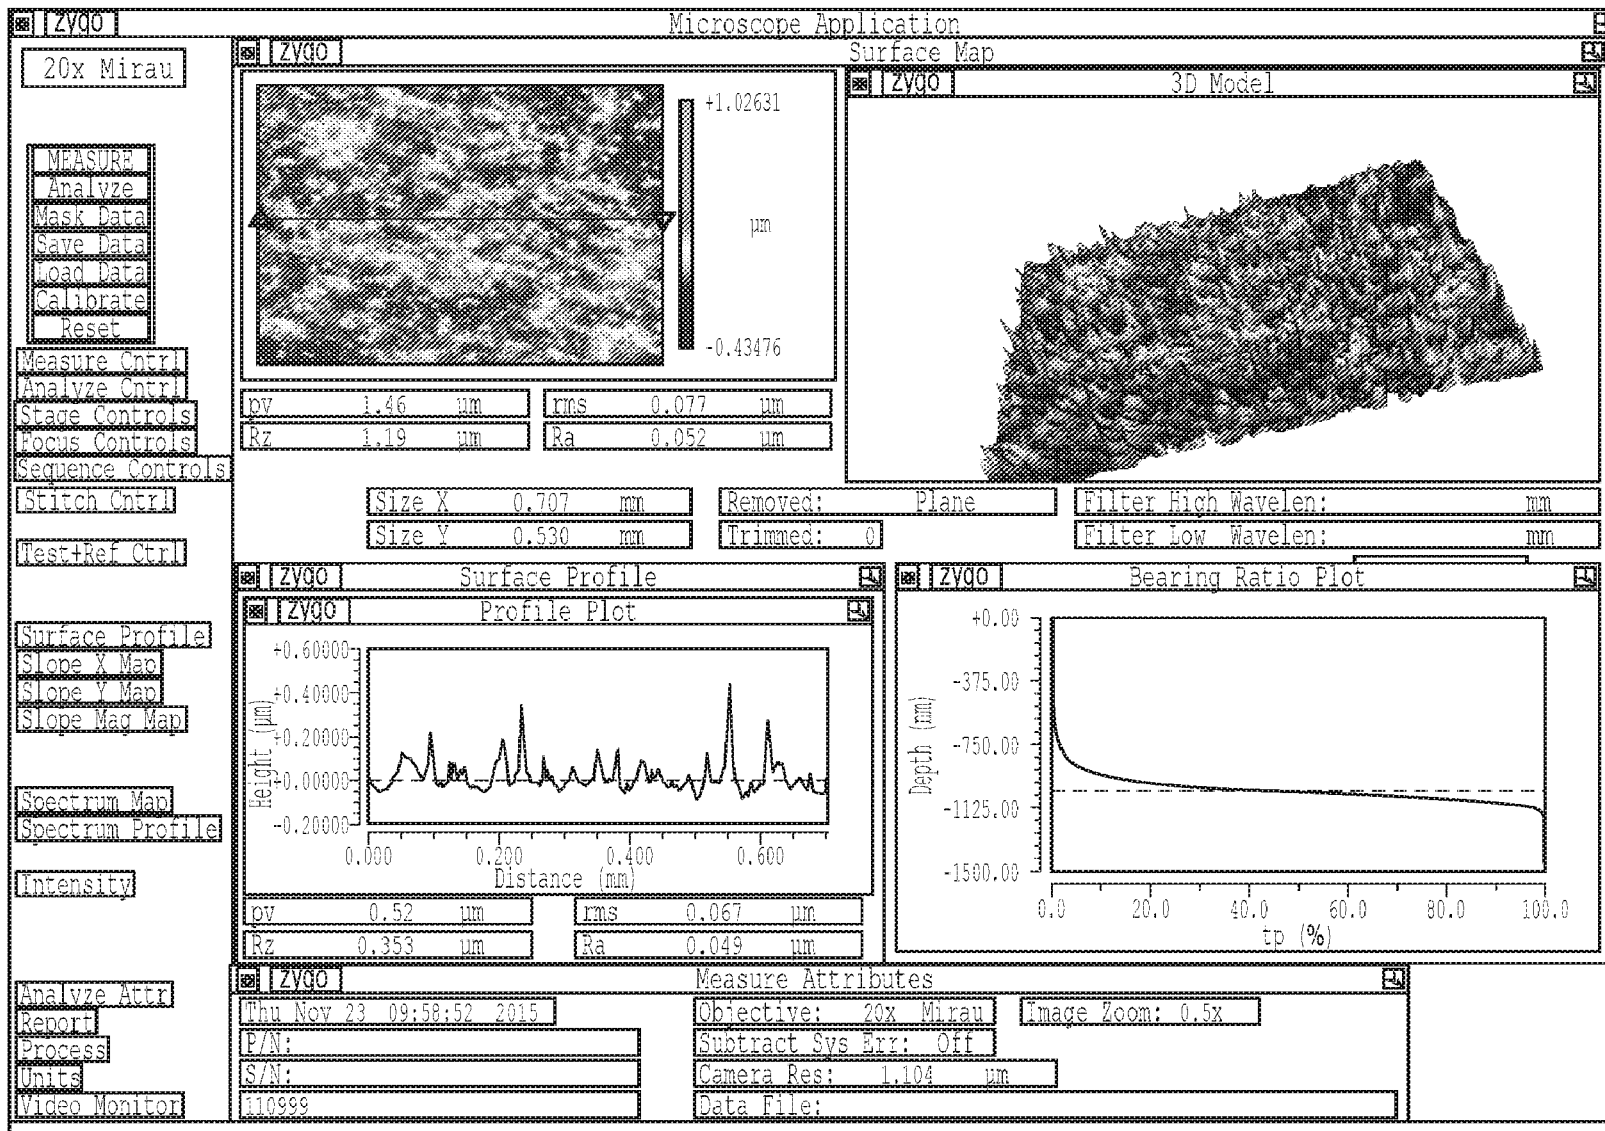 zygo Microscope Application
20x Mirau
MEASURE
Analyze
Mask Data
Save Data
Load Data
Calibrate
Reset
Measure Cntrl
Analyze Cntrl
Stage Controls
Focus Controls
Sequence Controls
Stitch Cntrl
Test+Ref Ctrl
Surface Profile
Slope X Map
Slope Y Map
Slope Mag Map
Spectrum Map
Spectrum Profile
Intensity
Analyze Attr
Report
Process
Units
Video Monitor
zygo Surface Map
+1.02631
µm
-0.43476
zygo 3D Model
pv 1.46 µm rms 0.077 µm
Rz 1.19 µm Ra 0.052 µm
Size X 0.707 mm Removed: Plane Filter High Wavelen: mm
Size Y 0.530 mm Trimmed: 0 Filter Low Wavelen: mm
zygo Surface Profile
zygo Profile Plot
+0.60000
+0.40000
+0.20000
+0.00000
-0.20000
Height (µm)
0.000 0.200 0.400 0.600
Distance (mm)
pv 0.52 µm rms 0.067 µm
Rz 0.353 µm Ra 0.049 µm
zygo Bearing Ratio Plot
+0.00
-375.00
-750.00
-1125.00
-1500.00
Depth (nm)
0.0 20.0 40.0 60.0 80.0 100.0
tp (%)
zygo Measure Attributes
Thu Nov 23 09:58:52 2015 Objective: 20x Mirau Image Zoom: 0.5x
P/N: Subtract Sys Err: Off
S/N: Camera Res: 1.104 µm
110999 Data File: